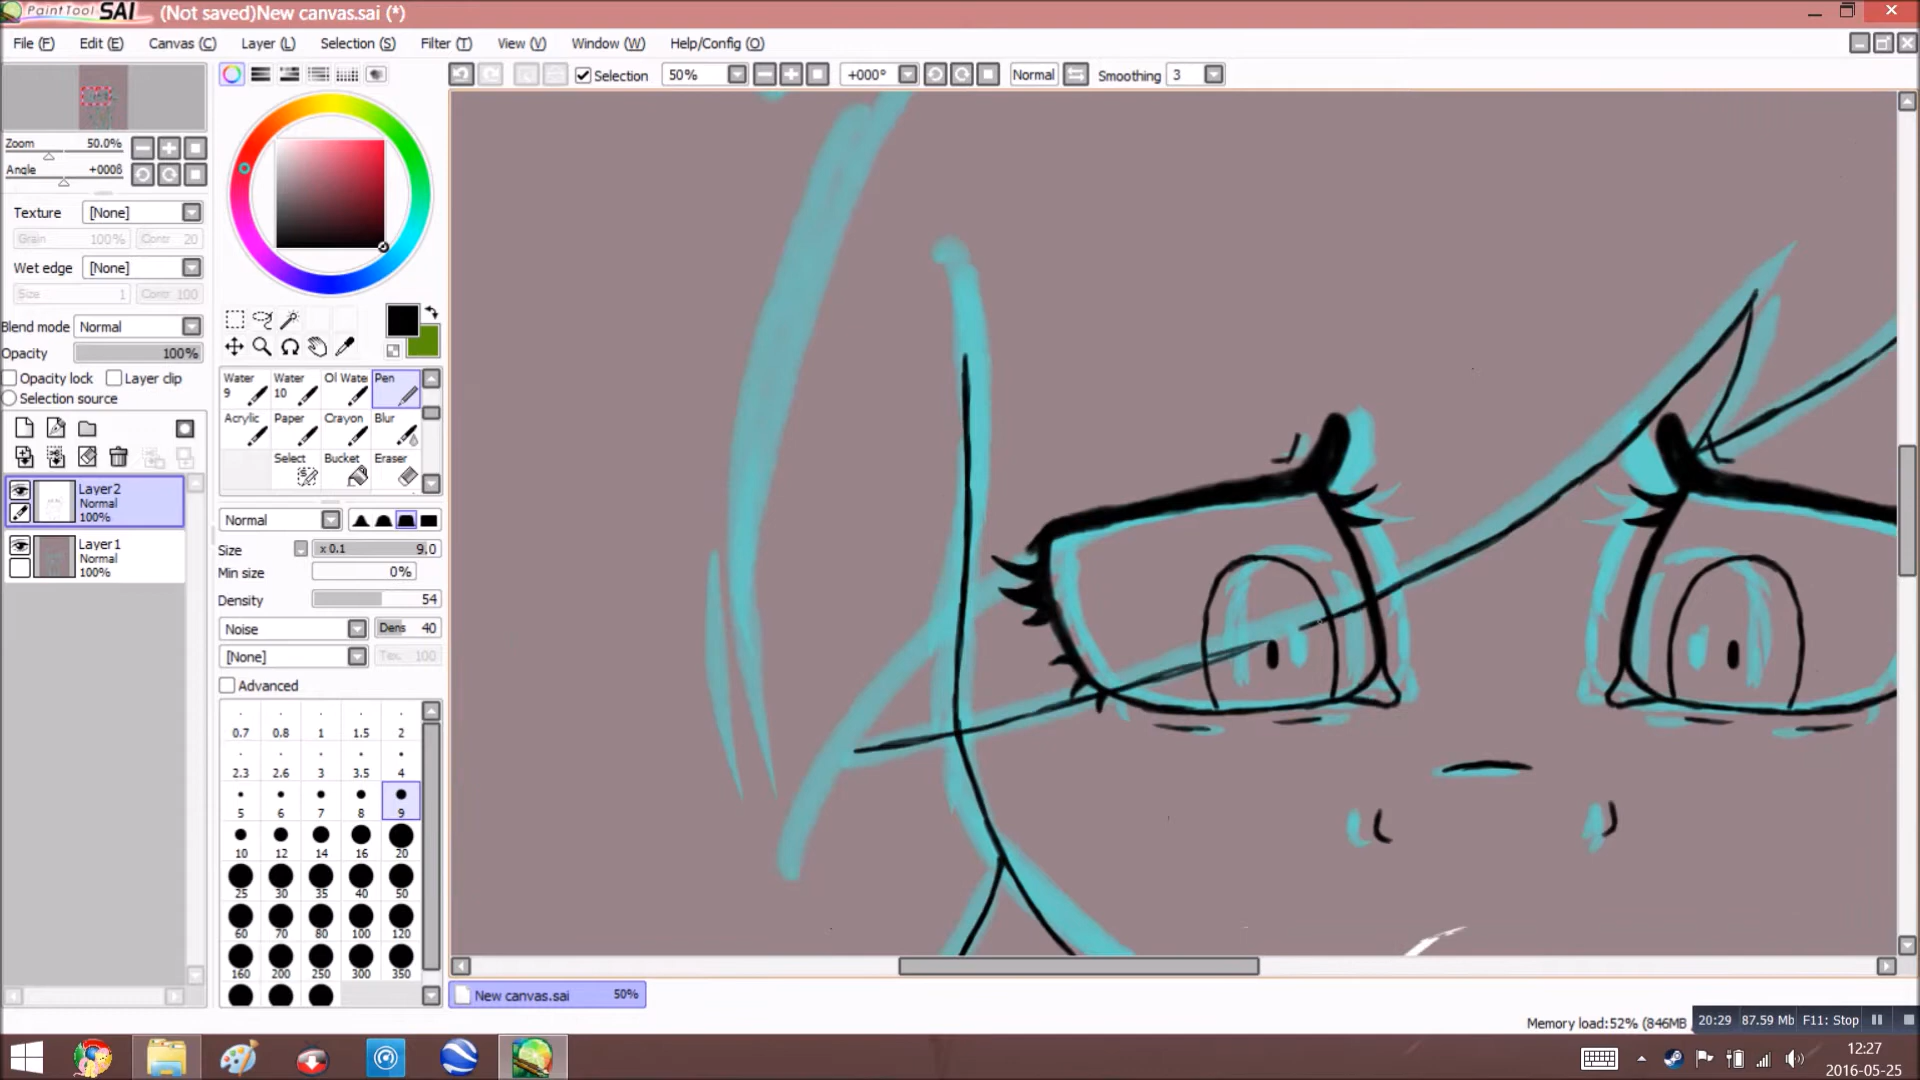 PaintTool SAI (Not saved)New canvas.sai (*)
File (F) Edit (E) Canvas (C) Layer (L) Selection (S) Filter (T) View (V) Window (W) Help/Config (O)
Selection 50% +000° Normal Smoothing 3
Zoom 50.0%
Angle +000ß
Texture [None]
Grain 100% Contr 20
Wet edge [None]
Size 1 Contr 100
Blend mode Normal
Opacity 100%
Opacity lock Layer clip
Selection source
Layer2
Normal
100%
Layer1
Normal
100%
Water 9 Water 10 Ol Wate Pen
Acrylic Paper Crayon Blur
Select Bucket Eraser
Normal
Size x 0.1 9.0
Min size 0%
Density 54
Noise Dens 40
[None] Tex. 100
Advanced
0.7 0.8 1 1.5 2
2.3 2.6 3 3.5 4
5 6 7 8 9
10 12 14 16 20
25 30 35 40 50
60 70 80 100 120
160 200 250 300 350
New canvas.sai 50%
Memory load:52% (846MB
20:29 87.59 Mb F11: Stop
12:27
2016-05-25